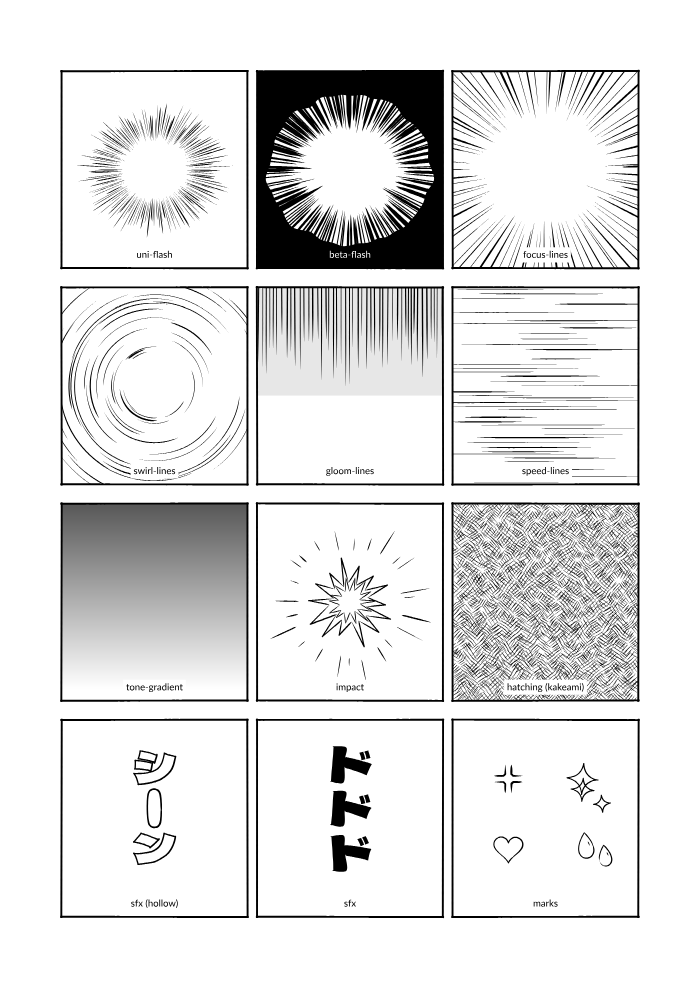 uni-flash
beta-flash
focus-lines
swirl-lines
gloom-lines
speed-lines
tone-gradient
impact
hatching (kakeami)
シーン
sfx (hollow)
ドドド
sfx
marks